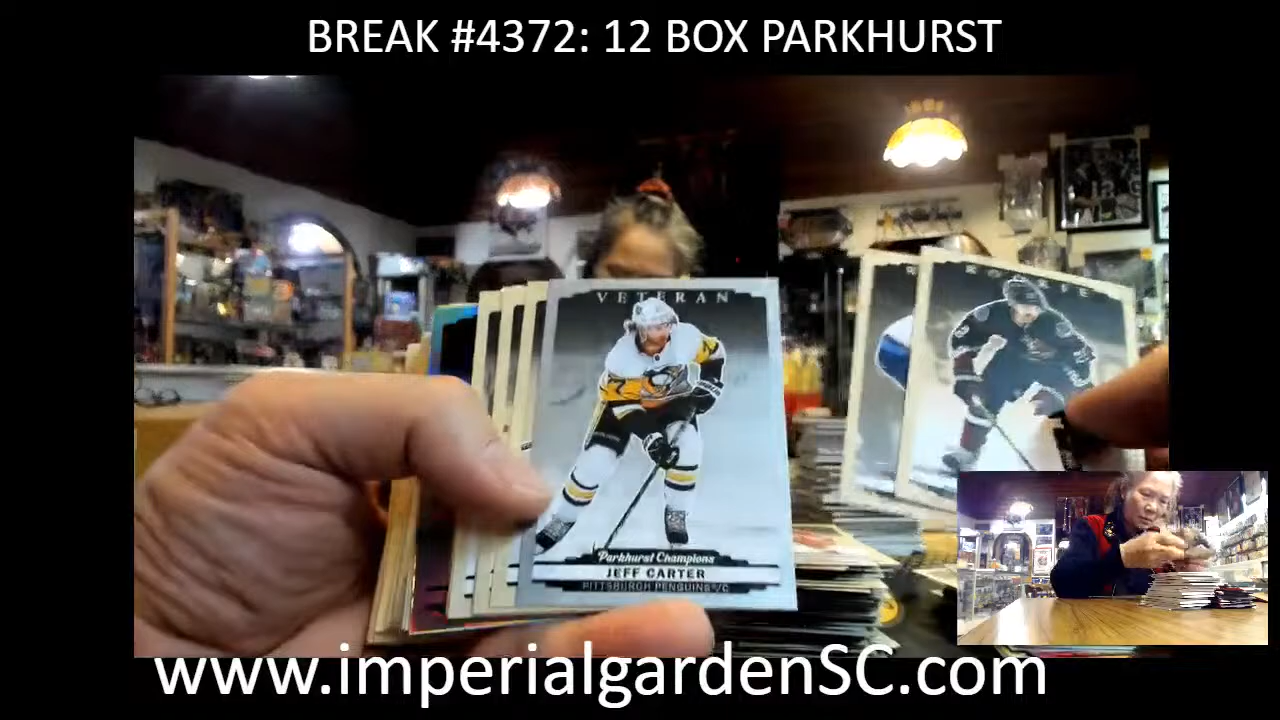 BREAK #4372: 12 BOX PARKHURST
VETERAN
ROOKIE
Parkhurst Champions
JEFF CARTER
PITTSBURGH PENGUINS®/C
www.imperialgardenSC.com